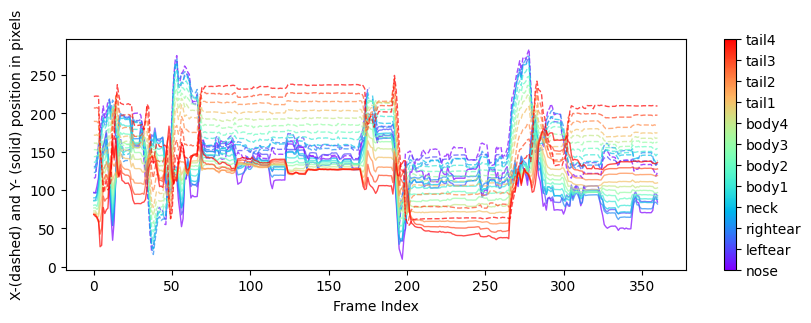 X-(dashed) and Y- (solid) position in pixels
250
200
150
100
50
0
0 50 100 150 200 250 300 350
Frame Index
tail4
tail3
tail2
tail1
body4
body3
body2
body1
neck
rightear
leftear
nose